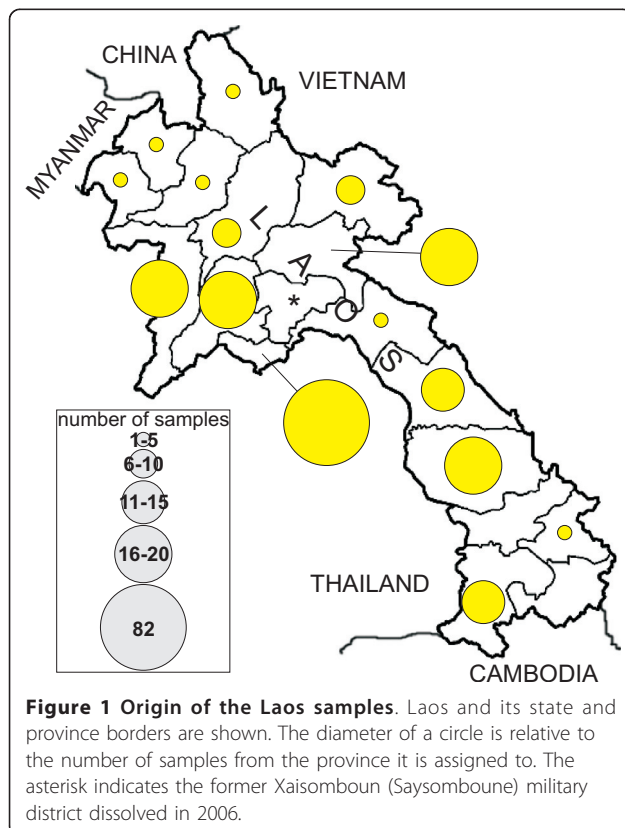 CHINA
VIETNAM
MYANMAR
L
A
*
O
S
number of samples
1-5
6-10
11-15
16-20
82
THAILAND
CAMBODIA
Figure 1 Origin of the Laos samples. Laos and its state and
province borders are shown. The diameter of a circle is relative to
the number of samples from the province it is assigned to. The
asterisk indicates the former Xaisomboun (Saysomboune) military
district dissolved in 2006.